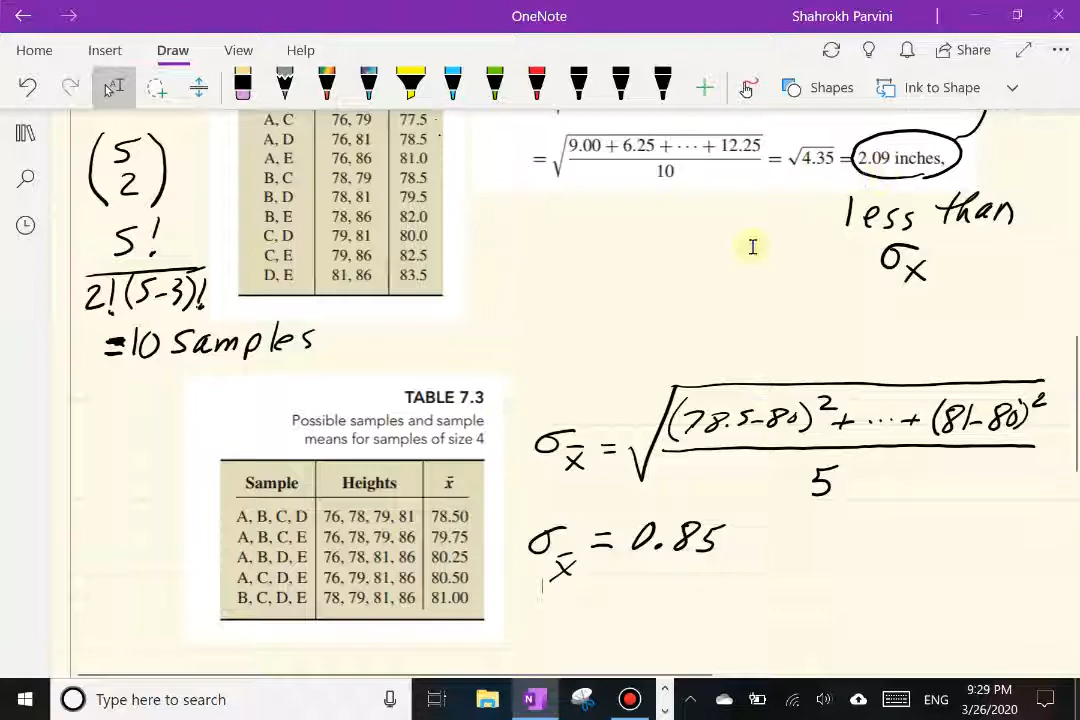 OneNote
Shahrokh Parvini
Home Insert Draw View Help
Share
Shapes
Ink to Shape
A, C 76, 79 77.5
A, D 76, 81 78.5
A, E 76, 86 81.0
B, C 78, 79 78.5
B, D 78, 81 79.5
B, E 78, 86 82.0
C, D 79, 81 80.0
C, E 79, 86 82.5
D, E 81, 86 83.5
(5 2)
5!
2!(5-3)!
=10 Samples
= √(9.00 + 6.25 + ··· + 12.25 / 10) = √4.35 = 2.09 inches,
less than
σx
TABLE 7.3
Possible samples and sample
means for samples of size 4
Sample Heights x̄
A, B, C, D 76, 78, 79, 81 78.50
A, B, C, E 76, 78, 79, 86 79.75
A, B, D, E 76, 78, 81, 86 80.25
A, C, D, E 76, 79, 81, 86 80.50
B, C, D, E 78, 79, 81, 86 81.00
σx̄ = √((78.5-80)² + ··· + (81-80)² / 5)
σx̄ = 0.85
Type here to search
ENG
9:29 PM
3/26/2020